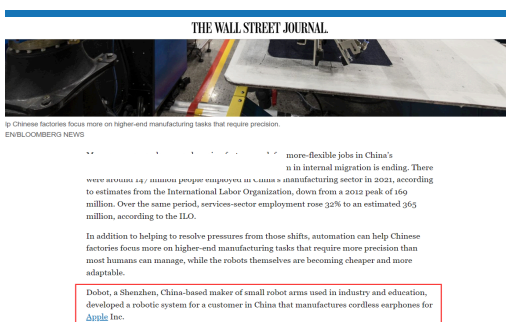 THE WALL STREET JOURNAL.
lp Chinese factories focus more on higher-end manufacturing tasks that require precision.
EN/BLOOMBERG NEWS
more-flexible jobs in China's
n in internal migration is ending. There
were around 147 million people employed in China's manufacturing sector in 2021, according
to estimates from the International Labor Organization, down from a 2012 peak of 169
million. Over the same period, services-sector employment rose 32% to an estimated 365
million, according to the ILO.
In addition to helping to resolve pressures from those shifts, automation can help Chinese
factories focus more on higher-end manufacturing tasks that require more precision than
most humans can manage, while the robots themselves are becoming cheaper and more
adaptable.
Dobot, a Shenzhen, China-based maker of small robot arms used in industry and education,
developed a robotic system for a customer in China that manufactures cordless earphones for
Apple Inc.